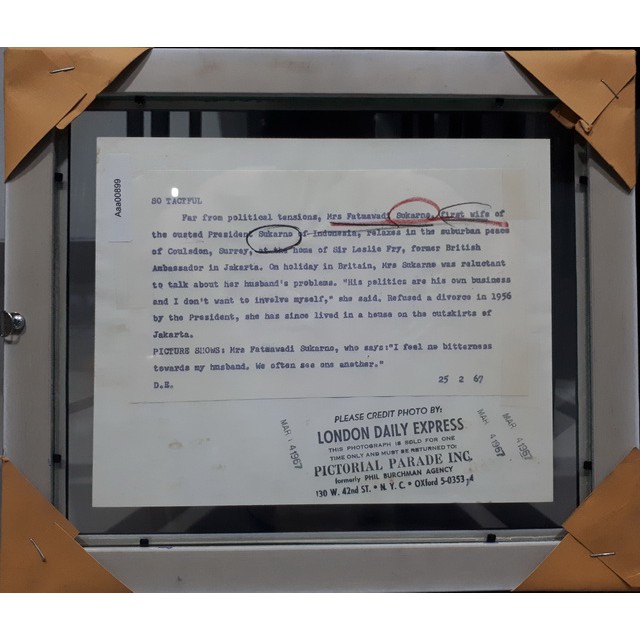 Aaa00899
SO TACTFUL
Far from political tensions, Mrs Fatmawadi Sukarno, first wife of
the ousted President Sukarno of Indonesia, relaxes in the suburban peace
of Coulsdon, Surrey, at the home of Sir Leslie Fry, former British
Ambassador in Jakarta. On holiday in Britain, Mrs Sukarno was reluctant
to talk about her husband's problems. "His politics are his own business
and I don't want to involve myself," she said. Refused a divorce in 1956
by the President, she has since lived in a house on the outskirts of
Jakarta.
PICTURE SHOWS: Mrs Fatmavadi Sukarno, who says:"I feel no bitterness
towards my husband. We often see one another."
D.E. 25 2 67
PLEASE CREDIT PHOTO BY:
LONDON DAILY EXPRESS
THIS PHOTOGRAPH IS SOLD FOR ONE
TIME ONLY AND MUST BE RETURNED TO:
PICTORIAL PARADE INC.
formerly PHIL BURCHMAN AGENCY
130 W. 42nd ST. • N. Y. C. • OXford 5-0353
MAR 1 4 1967
MAR 4 1967
MAR 4 1967